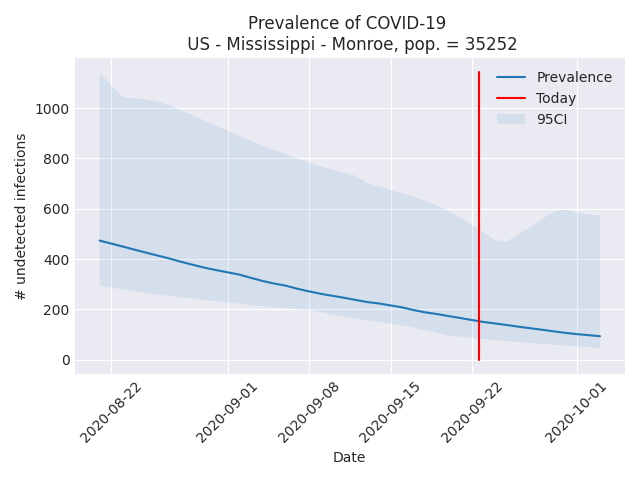 Prevalence of COVID-19
US - Mississippi - Monroe, pop. = 35252
Prevalence
Today
95CI
# undetected infections
1000
800
600
400
200
0
2020-08-22
2020-09-01
2020-09-08
2020-09-15
2020-09-22
2020-10-01
Date